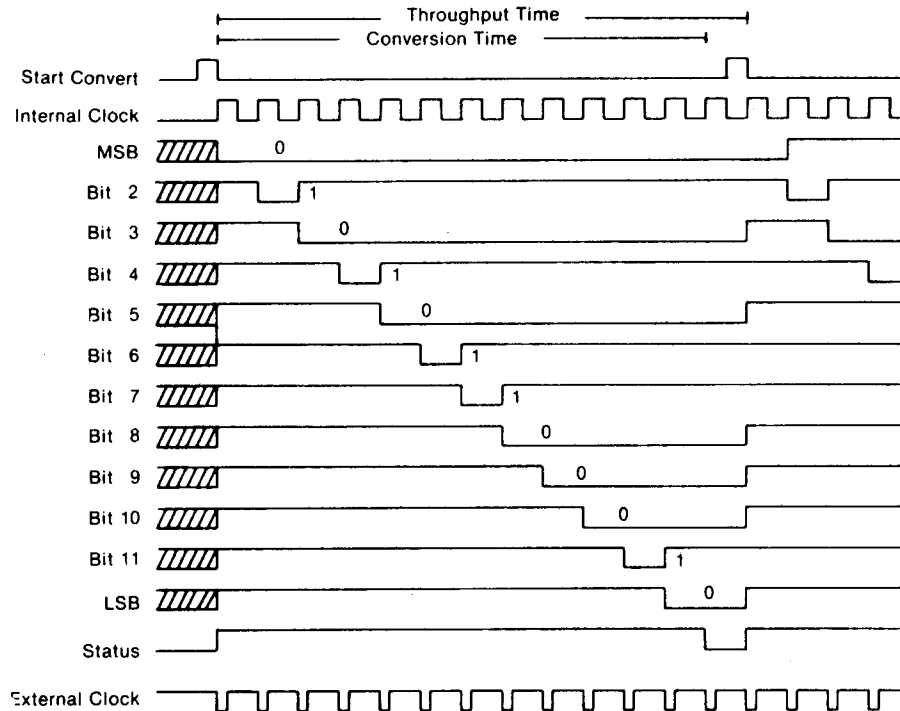 Throughput Time
Conversion Time
Start Convert
Internal Clock
MSB 0
Bit 2 1
Bit 3 0
Bit 4 1
Bit 5 0
Bit 6 1
Bit 7 1
Bit 8 0
Bit 9 0
Bit 10 0
Bit 11 1
LSB 0
Status
External Clock